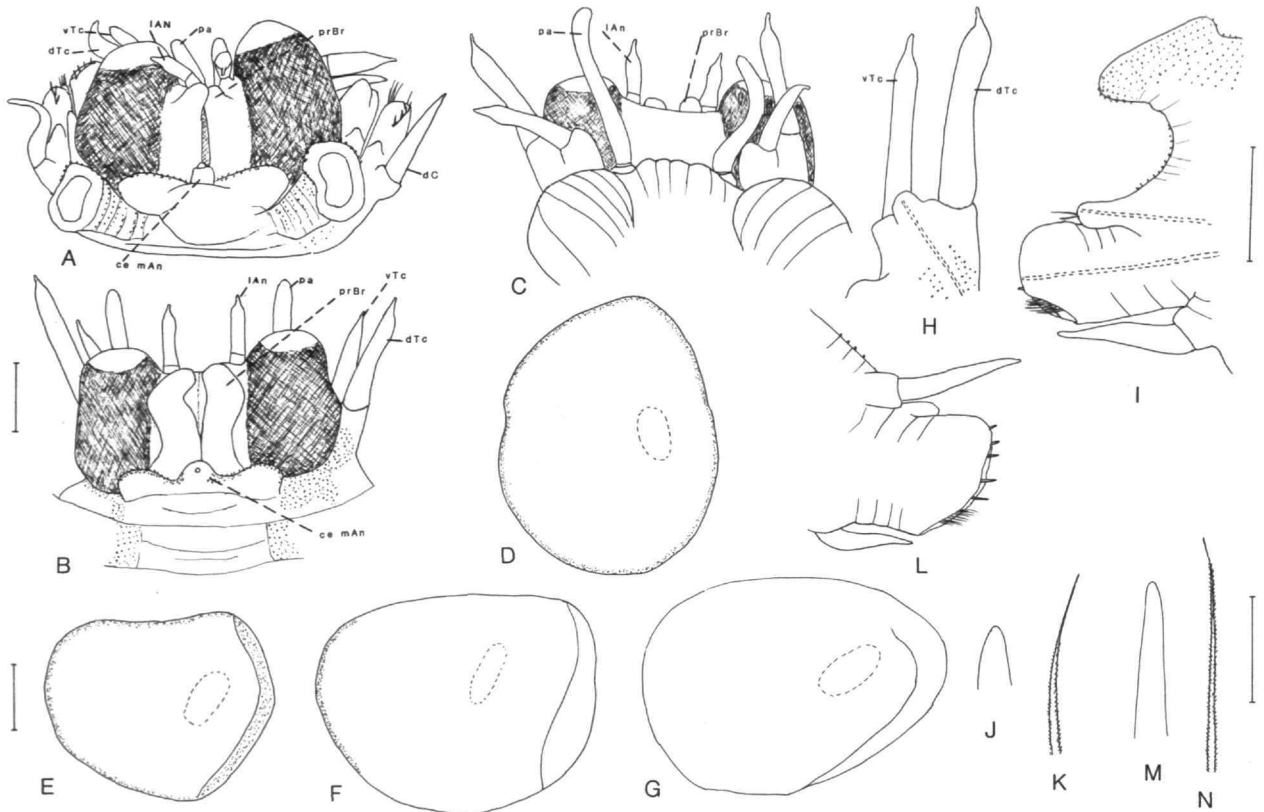 vTc
lAN
pa
prBr
dTc
dC
A
ce mAn
pa
lAn
prBr
C
vTc
dTc
H
I
lAn
pa
prBr
vTc
dTc
ce mAn
B
D
L
E
F
G
J
K
M
N